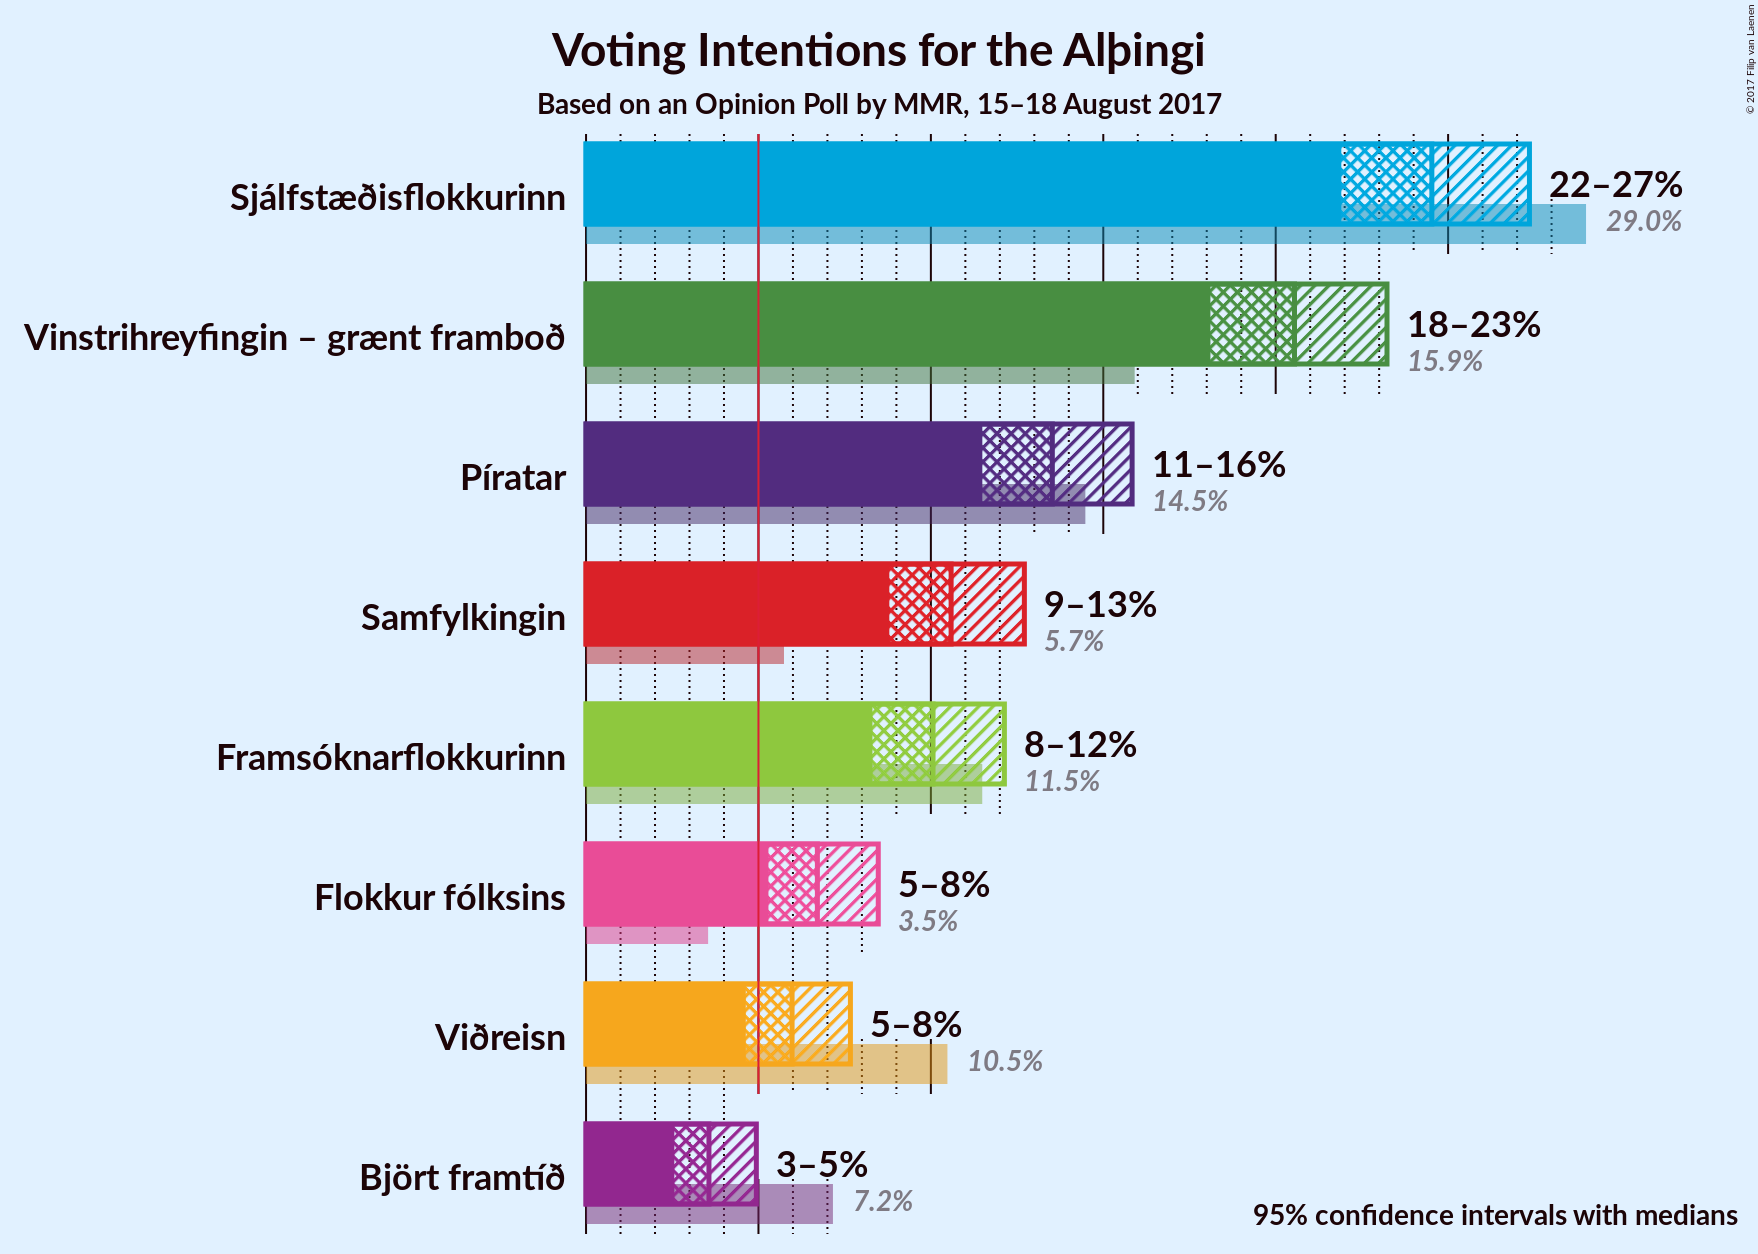 Voting Intentions for the Alþingi
Based on an Opinion Poll by MMR, 15–18 August 2017
© 2017 Filip van Laenen
Sjálfstæðisflokkurinn
22–27%
29.0%
Vinstrihreyfingin – grænt framboð
18–23%
15.9%
Píratar
11–16%
14.5%
Samfylkingin
9–13%
5.7%
Framsóknarflokkurinn
8–12%
11.5%
Flokkur fólksins
5–8%
3.5%
Viðreisn
5–8%
10.5%
Björt framtíð
3–5%
7.2%
95% confidence intervals with medians